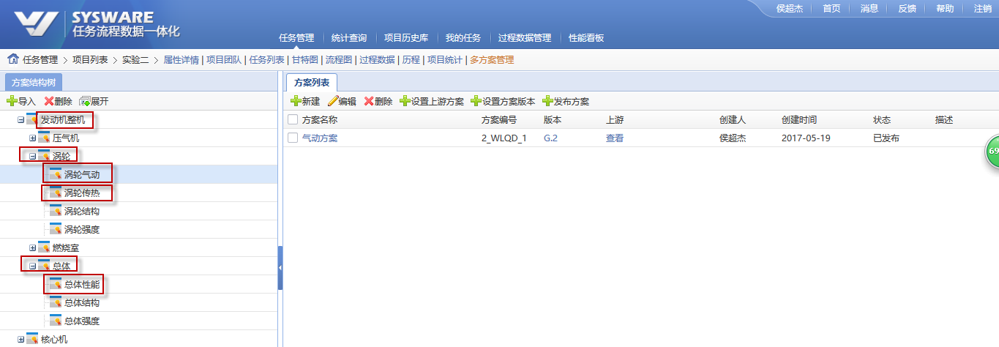 SYSWARE
任务流程数据一体化
侯超杰 | 首页 | 消息 | 反馈 | 帮助 | 注销
任务管理 | 统计查询 | 项目历史库 | 我的任务 | 过程数据管理 | 性能看板
任务管理 > 项目列表 > 实验二 > 属性详情 | 项目团队 | 任务列表 | 甘特图 | 流程图 | 过程数据 | 历程 | 项目统计 | 多方案管理
方案结构树
导入 删除 展开
发动机整机
压气机
涡轮
涡轮气动
涡轮传热
涡轮结构
涡轮强度
燃烧室
总体
总体性能
总体结构
总体强度
核心机
方案列表
新建 编辑 删除 设置上游方案 设置方案版本 发布方案
方案名称 方案编号 版本 上游 创建人 创建时间 状态 描述
气动方案 2_WLQD_1 G.2 查看 侯超杰 2017-05-19 已发布